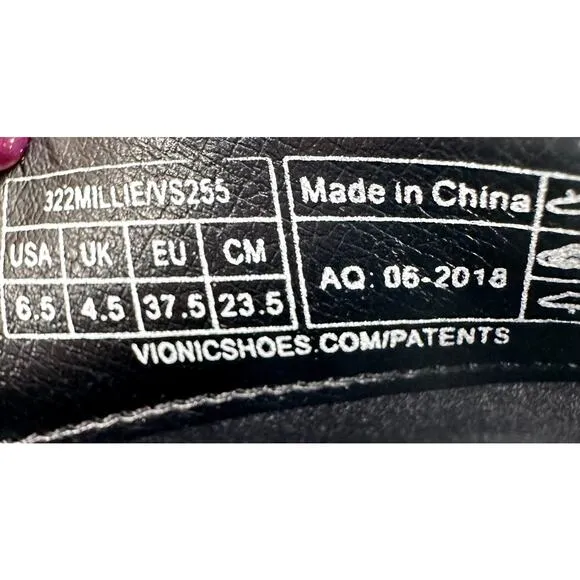 322MILLIE/VS255
USA UK EU CM
6.5 4.5 37.5 23.5
Made in China
AQ: 06-2018
VIONICSHOES.COM/PATENTS